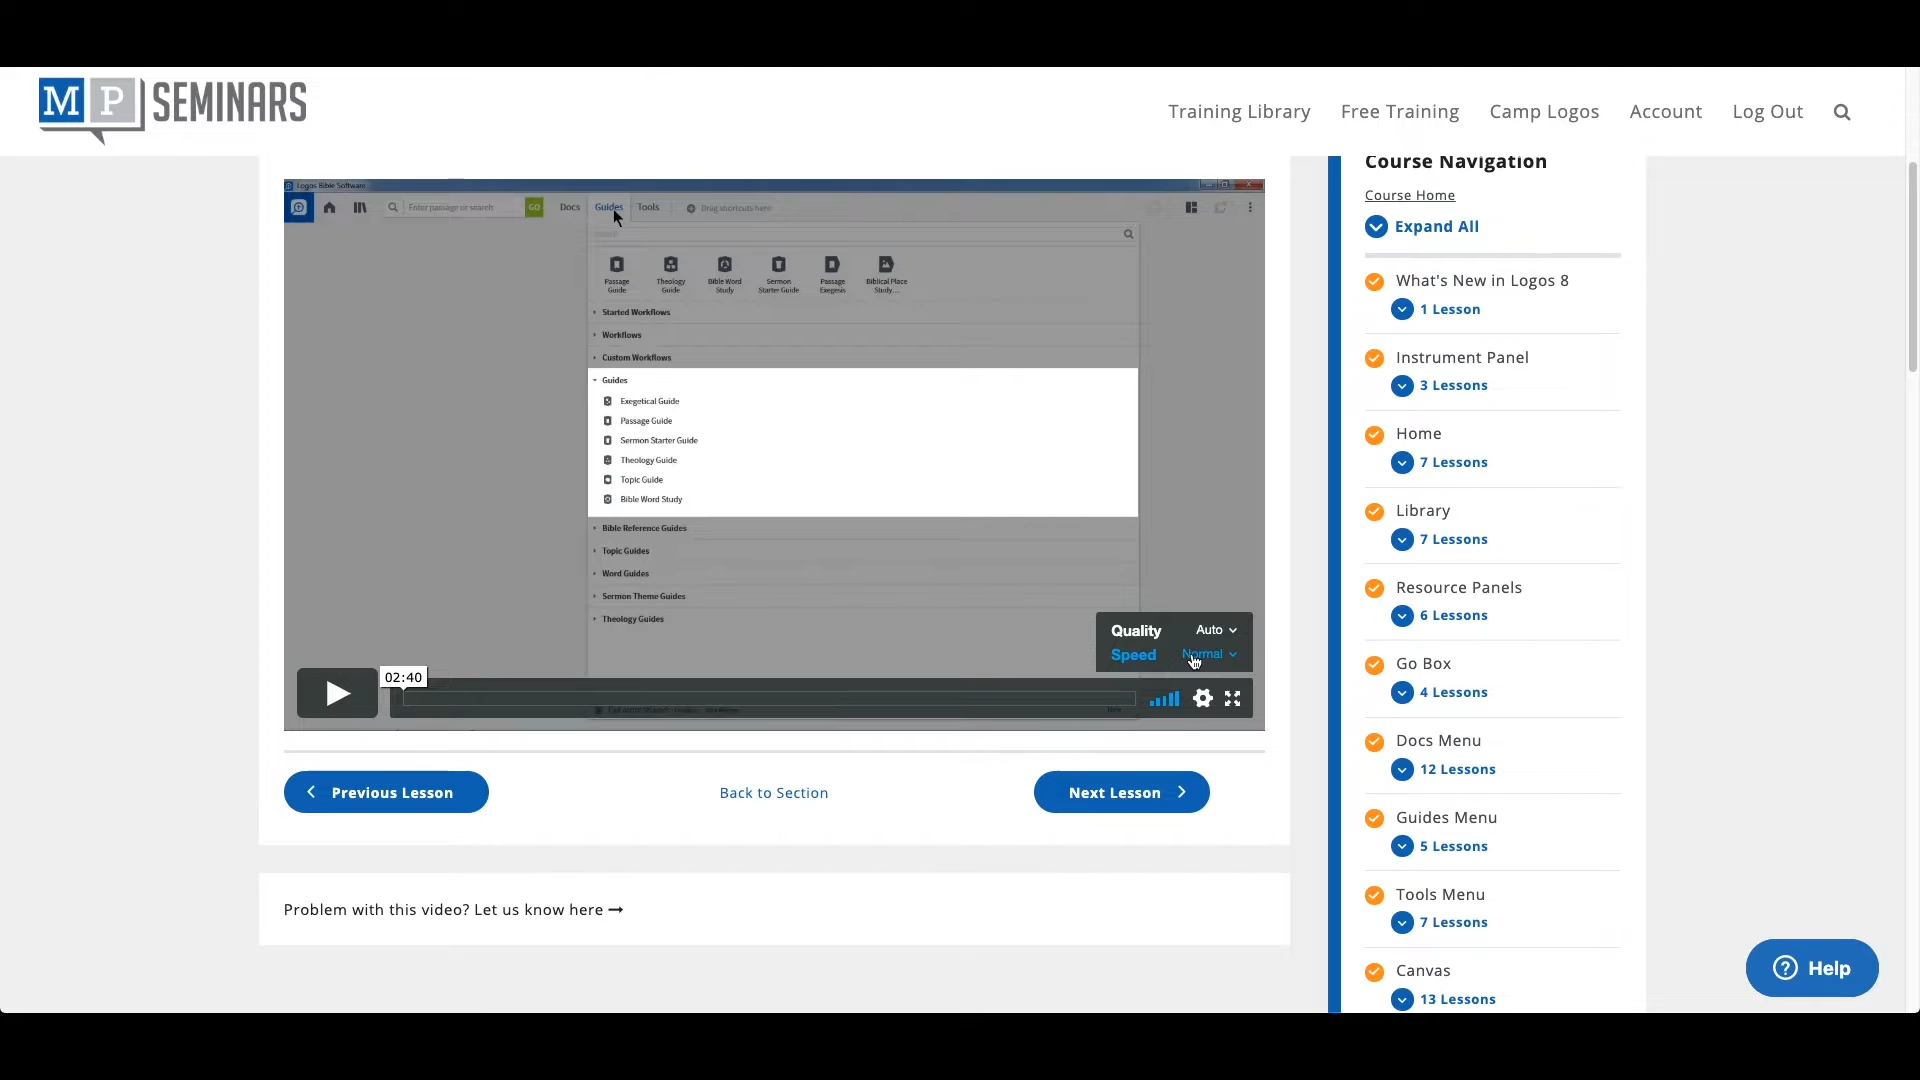 MP SEMINARS
Training Library
Free Training
Camp Logos
Account
Log Out
Logos Bible Software
Enter passage or search
GO
Docs
Guides
Tools
Drag shortcuts here
Passage Guide
Theology Guide
Bible Word Study
Sermon Starter Guide
Passage Exegesis
Biblical Place Study...
Started Workflows
Workflows
Custom Workflows
Guides
Exegetical Guide
Passage Guide
Sermon Starter Guide
Theology Guide
Topic Guide
Bible Word Study
Bible Reference Guides
Topic Guides
Word Guides
Sermon Theme Guides
Theology Guides
Quality Auto
Speed Normal
02:40
Previous Lesson
Back to Section
Next Lesson
Problem with this video? Let us know here
Course Navigation
Course Home
Expand All
What's New in Logos 8
1 Lesson
Instrument Panel
3 Lessons
Home
7 Lessons
Library
7 Lessons
Resource Panels
6 Lessons
Go Box
4 Lessons
Docs Menu
12 Lessons
Guides Menu
5 Lessons
Tools Menu
7 Lessons
Canvas
13 Lessons
Help